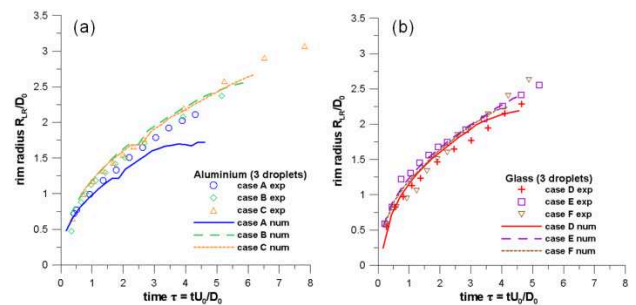 (a)
3.5
3
2.5
2
1.5
1
0.5
0
rim radius R_LR/D_0
Aluminium (3 droplets)
case A exp
case B exp
case C exp
case A num
case B num
case C num
0 1 2 3 4 5 6 7 8
time τ = tU_0/D_0
(b)
3.5
3
2.5
2
1.5
1
0.5
0
rim radius R_LR/D_0
Glass (3 droplets)
case D exp
case E exp
case F exp
case D num
case E num
case F num
0 1 2 3 4 5 6 7 8
time τ = tU_0/D_0